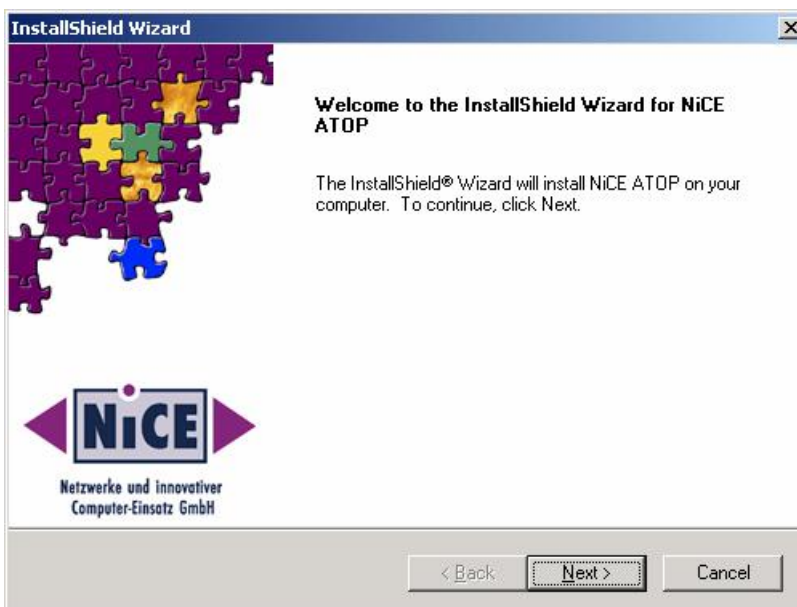 InstallShield Wizard
Welcome to the InstallShield Wizard for NiCE
ATOP
The InstallShield® Wizard will install NiCE ATOP on your
computer. To continue, click Next.
NiCE
Netzwerke und innovativer
Computer-Einsatz GmbH
< Back
Next >
Cancel